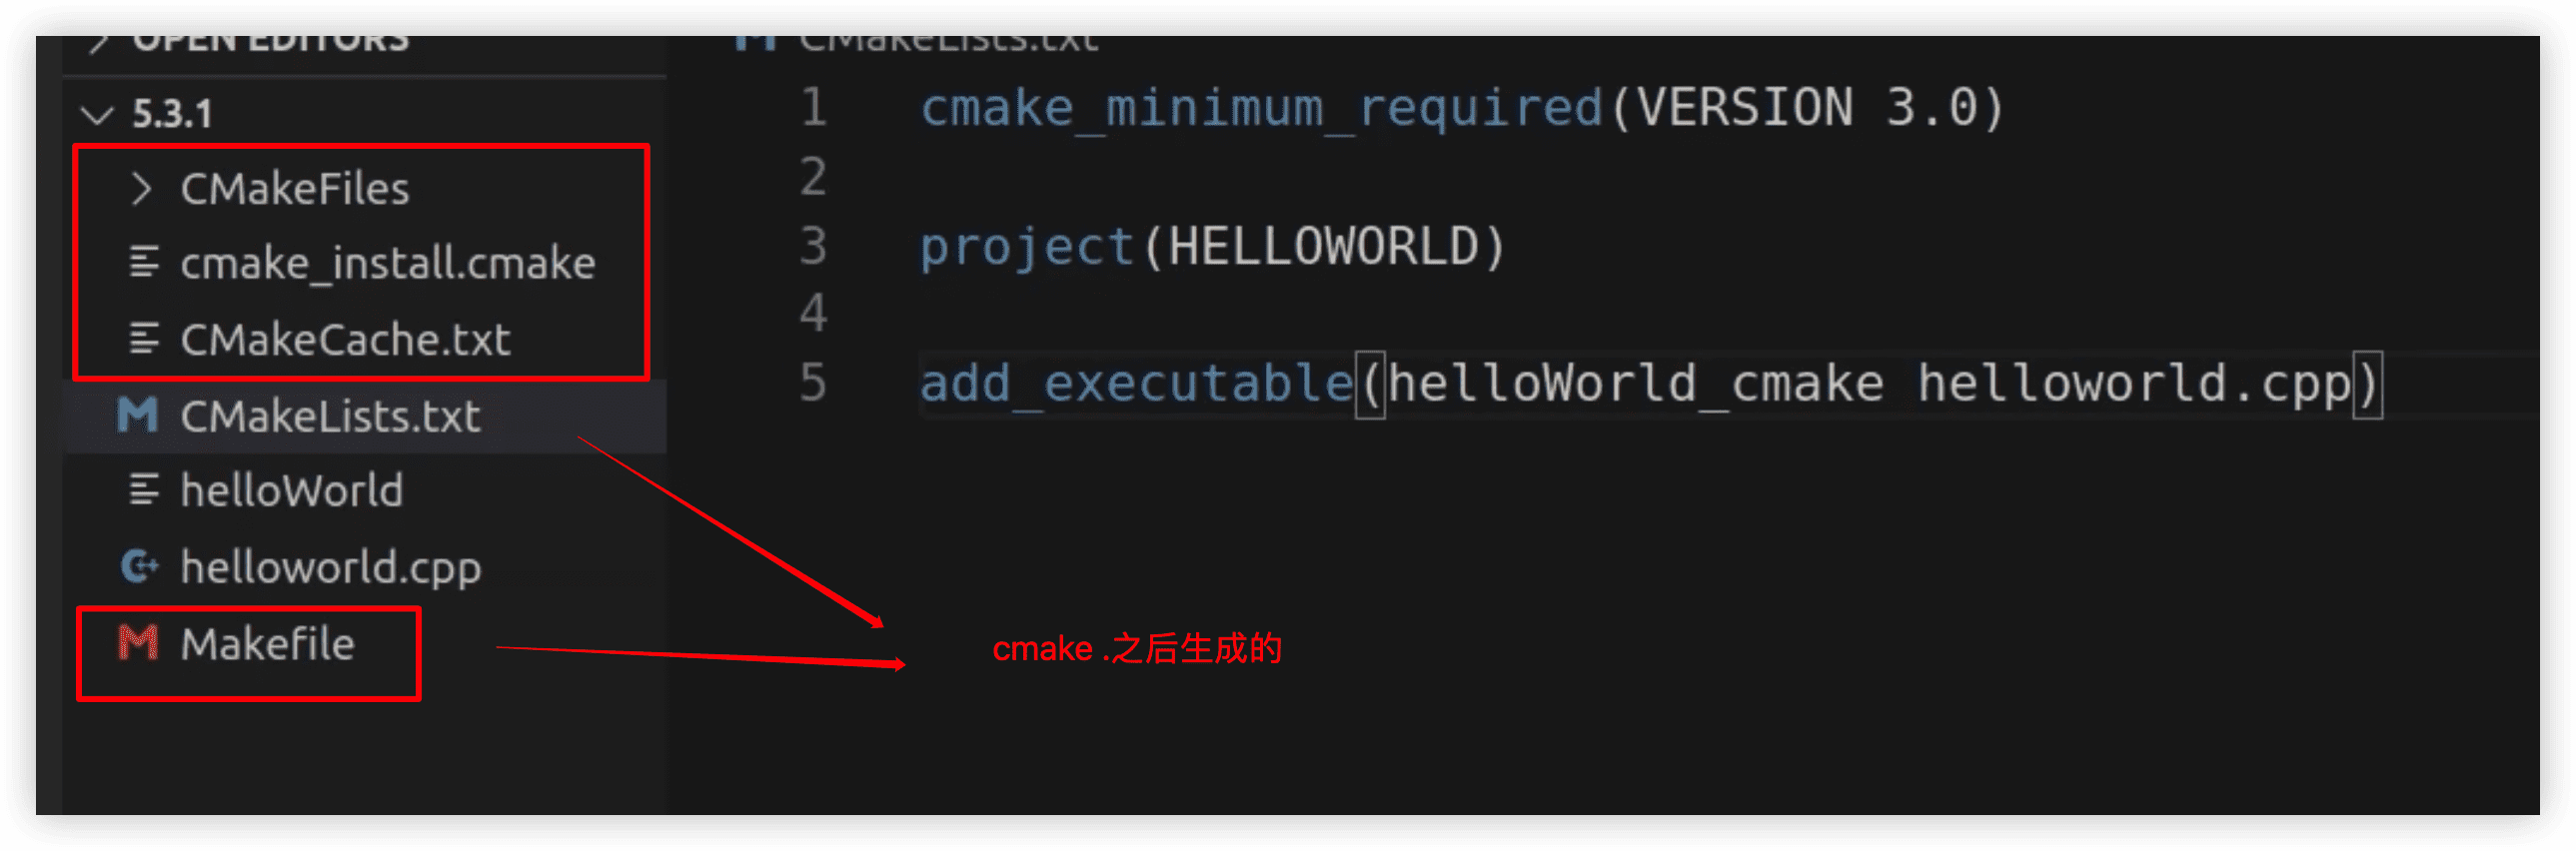 OPEN EDITORS
5.3.1
CMakeFiles
cmake_install.cmake
CMakeCache.txt
CMakeLists.txt
helloWorld
helloworld.cpp
Makefile
CMakeLists.txt
1 cmake_minimum_required(VERSION 3.0)
2
3 project(HELLOWORLD)
4
5 add_executable(helloWorld_cmake helloworld.cpp)
cmake .之后生成的